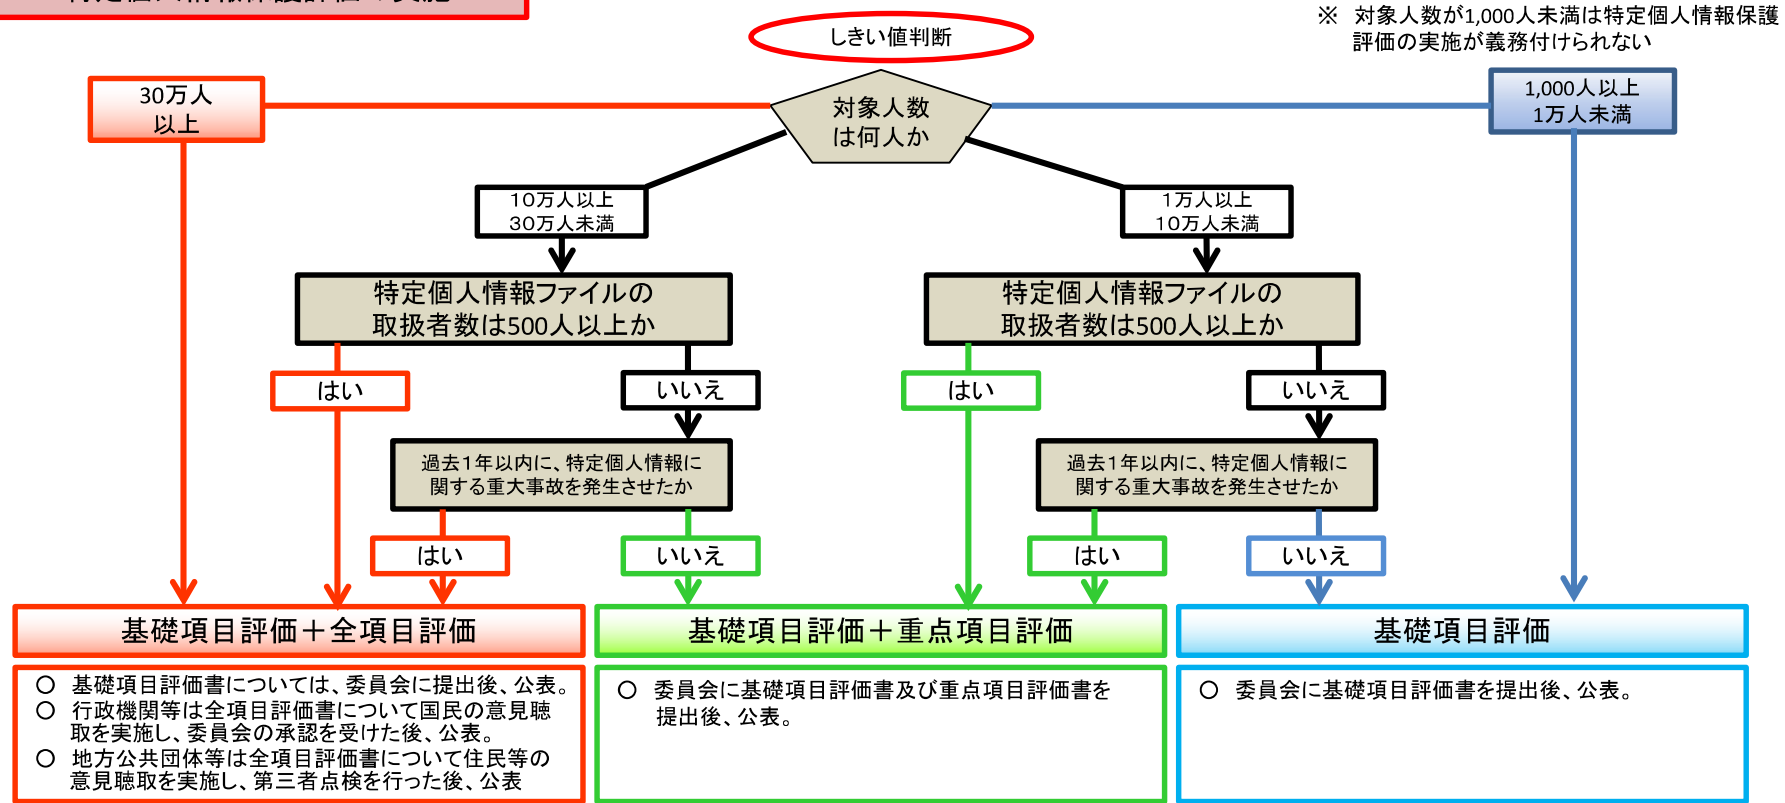 しきい値判断
※ 対象人数が1,000人未満は特定個人情報保護
評価の実施が義務付けられない
30万人
以上
対象人数
は何人か
1,000人以上
1万人未満
10万人以上
30万人未満
1万人以上
10万人未満
特定個人情報ファイルの
取扱者数は500人以上か
特定個人情報ファイルの
取扱者数は500人以上か
はい
いいえ
はい
いいえ
過去1年以内に、特定個人情報に
関する重大事故を発生させたか
過去1年以内に、特定個人情報に
関する重大事故を発生させたか
はい
いいえ
はい
いいえ
基礎項目評価+全項目評価
基礎項目評価+重点項目評価
基礎項目評価
○ 基礎項目評価書については、委員会に提出後、公表。
○ 行政機関等は全項目評価書について国民の意見聴
取を実施し、委員会の承認を受けた後、公表。
○ 地方公共団体等は全項目評価書について住民等の
意見聴取を実施し、第三者点検を行った後、公表
○ 委員会に基礎項目評価書及び重点項目評価書を
提出後、公表。
○ 委員会に基礎項目評価書を提出後、公表。